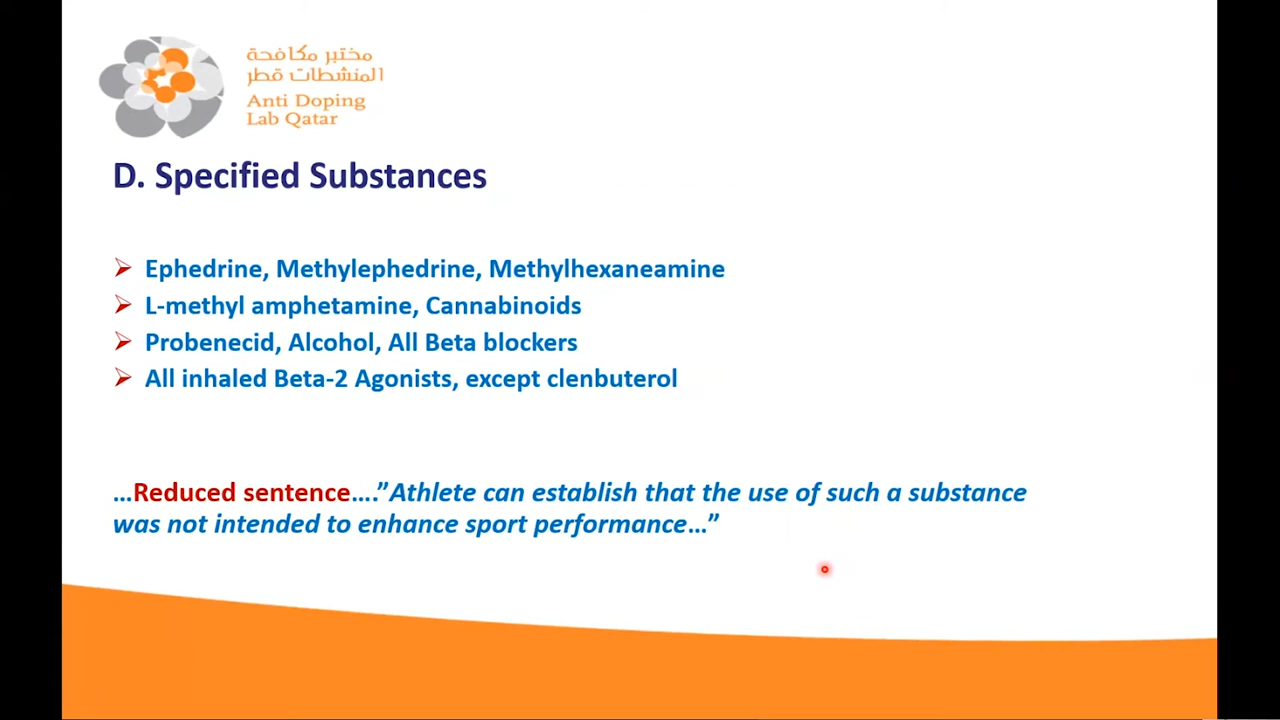 مختبر مكافحة
المنشطات قطر
Anti Doping
Lab Qatar
D. Specified Substances
Ephedrine, Methylephedrine, Methylhexaneamine
L-methyl amphetamine, Cannabinoids
Probenecid, Alcohol, All Beta blockers
All inhaled Beta-2 Agonists, except clenbuterol
…Reduced sentence….”Athlete can establish that the use of such a substance
was not intended to enhance sport performance…”